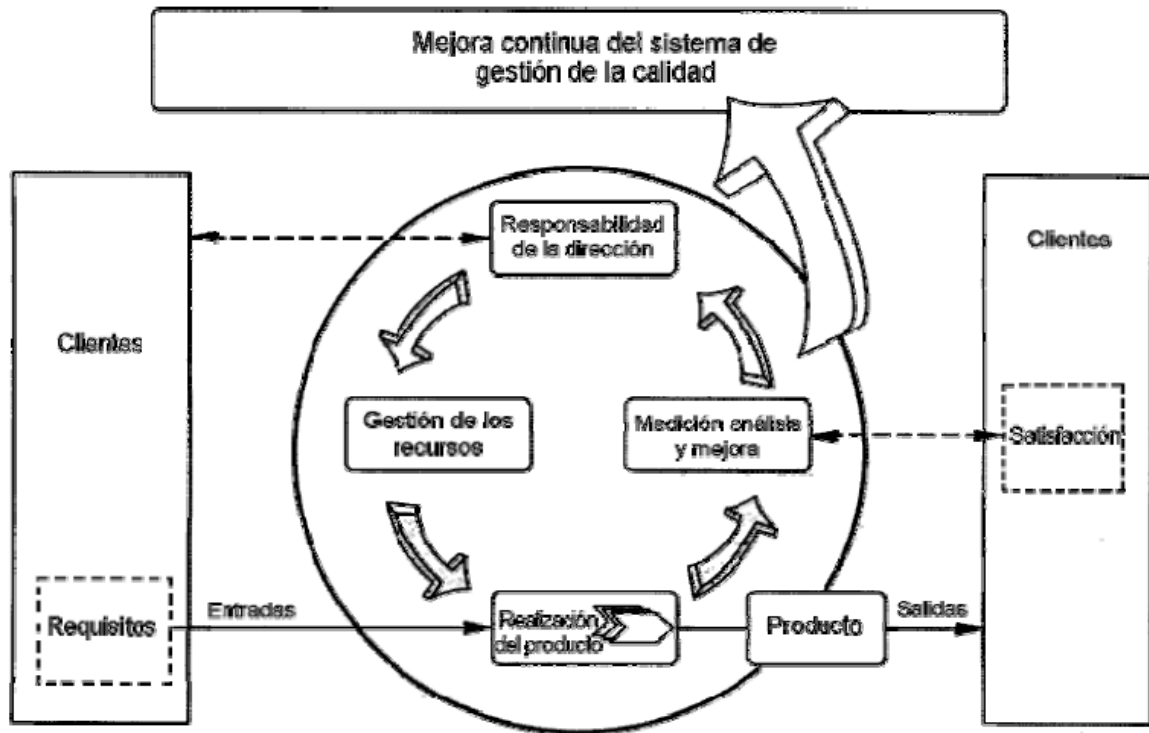 Mejora continua del sistema de
gestión de la calidad
Responsabilidad
de la dirección
Clientes
Clientes
Gestión de los
recursos
Medición análisis
y mejora
Satisfacción
Requisitos
Entradas
Realización
del producto
Producto
Salidas